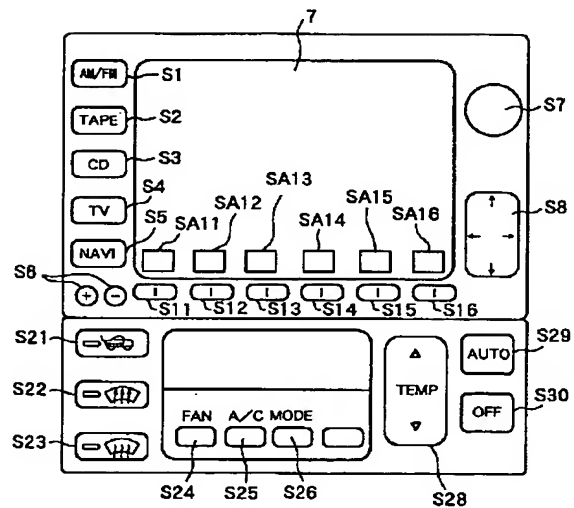 7
AM/FM S1
S7
TAPE S2
CD S3
S4
TV
S5
NAVI
SA11 SA12 SA13 SA14 SA15 SA16
S8
S6
+ −
S11 S12 S13 S14 S15 S16
S21
S22
S23
FAN A/C MODE
S24 S25 S26
TEMP
S28
AUTO S29
OFF S30